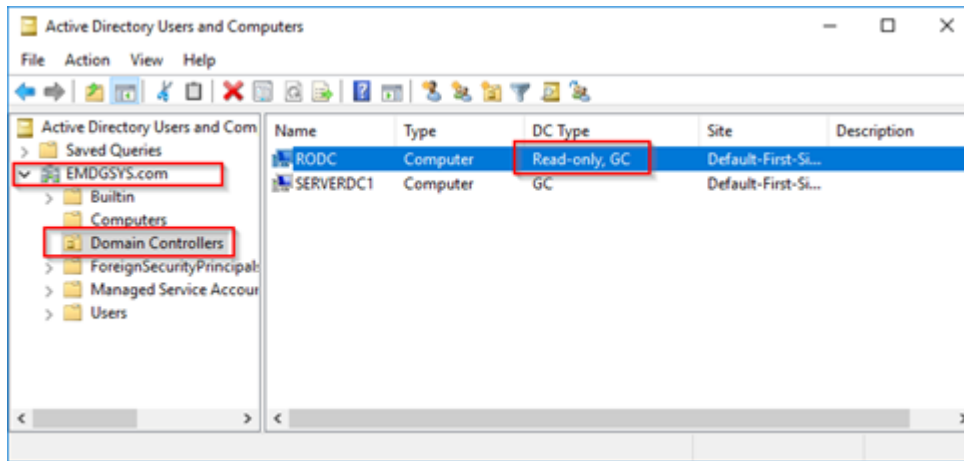 Active Directory Users and Computers
File Action View Help
Active Directory Users and Com
Saved Queries
EMDGSYS.com
Builtin
Computers
Domain Controllers
ForeignSecurityPrincipals
Managed Service Accour
Users
Name Type DC Type Site Description
RODC Computer Read-only, GC Default-First-Si...
SERVERDC1 Computer GC Default-First-Si...